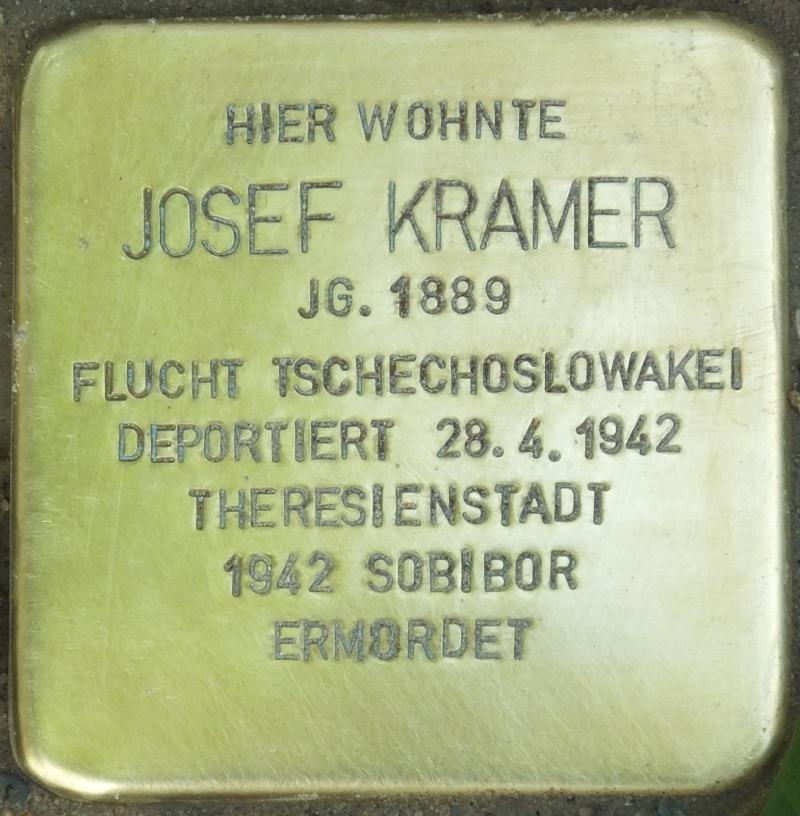 HIER WOHNTE
JOSEF KRAMER
JG. 1889
FLUCHT TSCHECHOSLOWAKEI
DEPORTIERT 28.4.1942
THERESIENSTADT
1942 SOBIBOR
ERMORDET